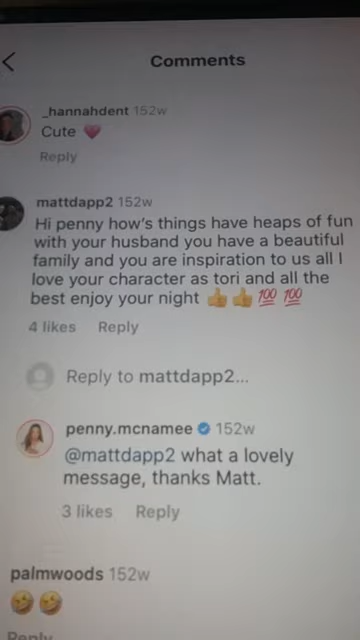 Comments
_hannahdent 152w
Cute 💗
Reply
mattdapp2 152w
Hi penny how's things have heaps of fun
with your husband you have a beautiful
family and you are inspiration to us all I
love your character as tori and all the
best enjoy your night 👍👍💯💯
4 likes Reply
Reply to mattdapp2...
penny.mcnamee 152w
@mattdapp2 what a lovely
message, thanks Matt.
3 likes Reply
palmwoods 152w
🤣🤣
Reply